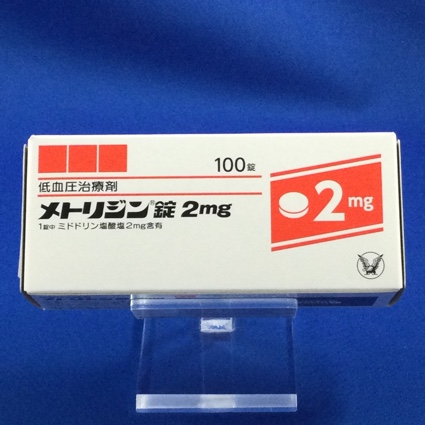 100錠
低血圧治療剤
メトリジン®錠 2mg
1錠中 ミドドリン塩酸塩2mg含有
2mg